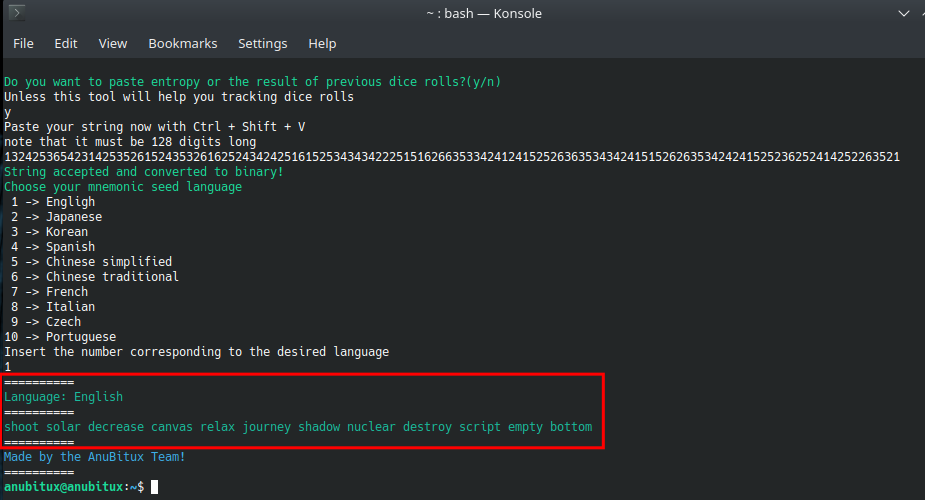 ~ : bash — Konsole
File Edit View Bookmarks Settings Help
Do you want to paste entropy or the result of previous dice rolls?(y/n)
Unless this tool will help you tracking dice rolls
y
Paste your string now with Ctrl + Shift + V
note that it must be 128 digits long
13242536542314253526152435326162524342425161525343434222515162663533424124152526363534342415152626353424241525236252414252263521
String accepted and converted to binary!
Choose your mnemonic seed language
1 -> Engligh
2 -> Japanese
3 -> Korean
4 -> Spanish
5 -> Chinese simplified
6 -> Chinese traditional
7 -> French
8 -> Italian
9 -> Czech
10 -> Portuguese
Insert the number corresponding to the desired language
1
==========
Language: English
==========
shoot solar decrease canvas relax journey shadow nuclear destroy script empty bottom
==========
Made by the AnuBitux Team!
==========
anubitux@anubitux:~$